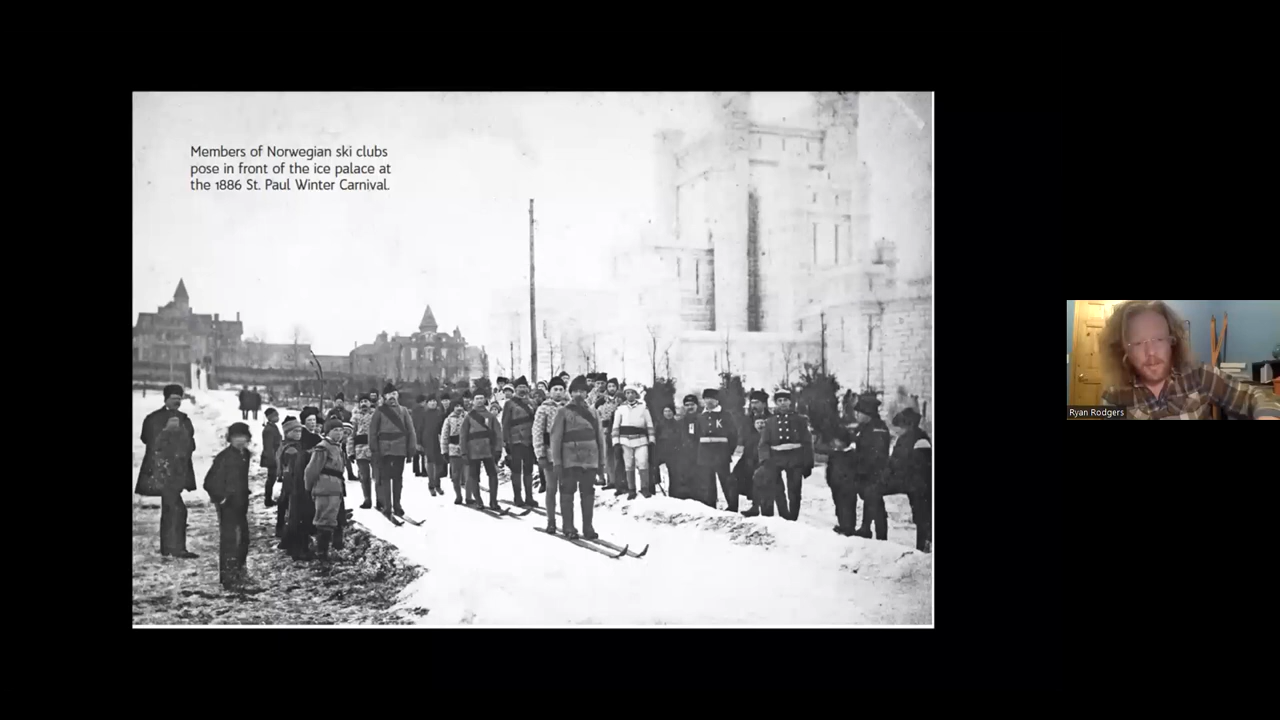 Members of Norwegian ski clubs
pose in front of the ice palace at
the 1886 St. Paul Winter Carnival.
K
Ryan Rodgers